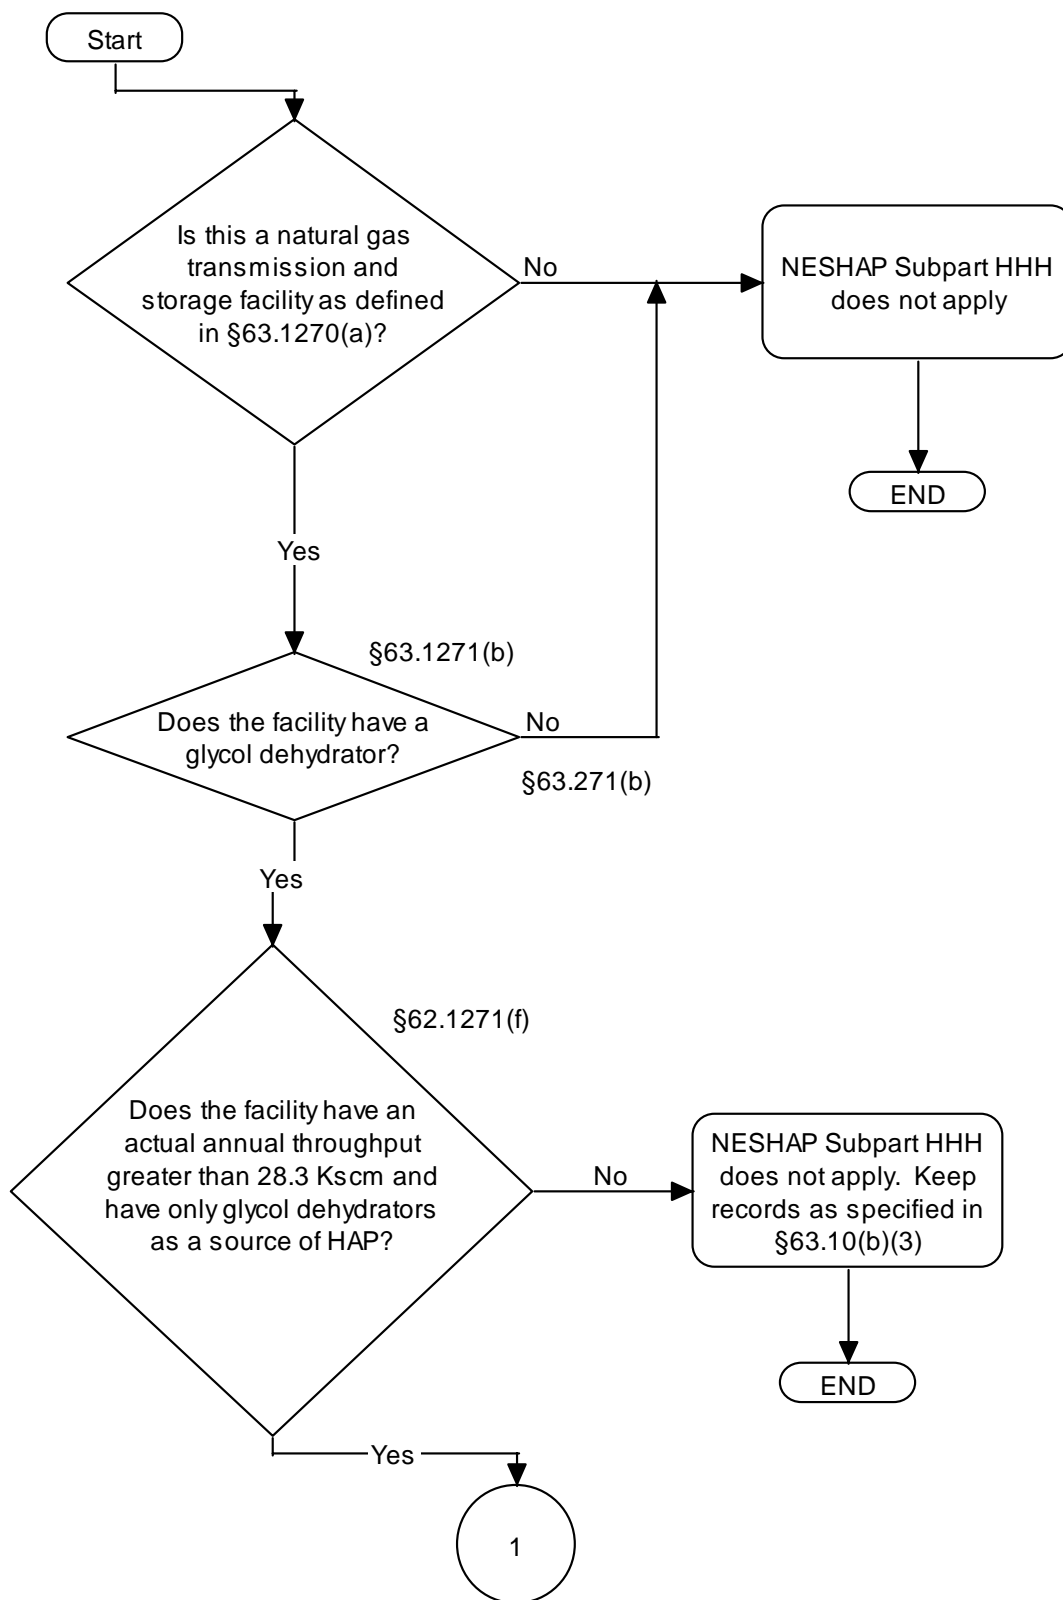 Start
Is this a natural gas
transmission and
storage facility as defined
in §63.1270(a)?
No
NESHAP Subpart HHH
does not apply
END
Yes
§63.1271(b)
Does the facility have a
glycol dehydrator?
No
§63.271(b)
Yes
§62.1271(f)
Does the facility have an
actual annual throughput
greater than 28.3 Kscm and
have only glycol dehydrators
as a source of HAP?
No
NESHAP Subpart HHH
does not apply.  Keep
records as specified in
§63.10(b)(3)
END
Yes
1